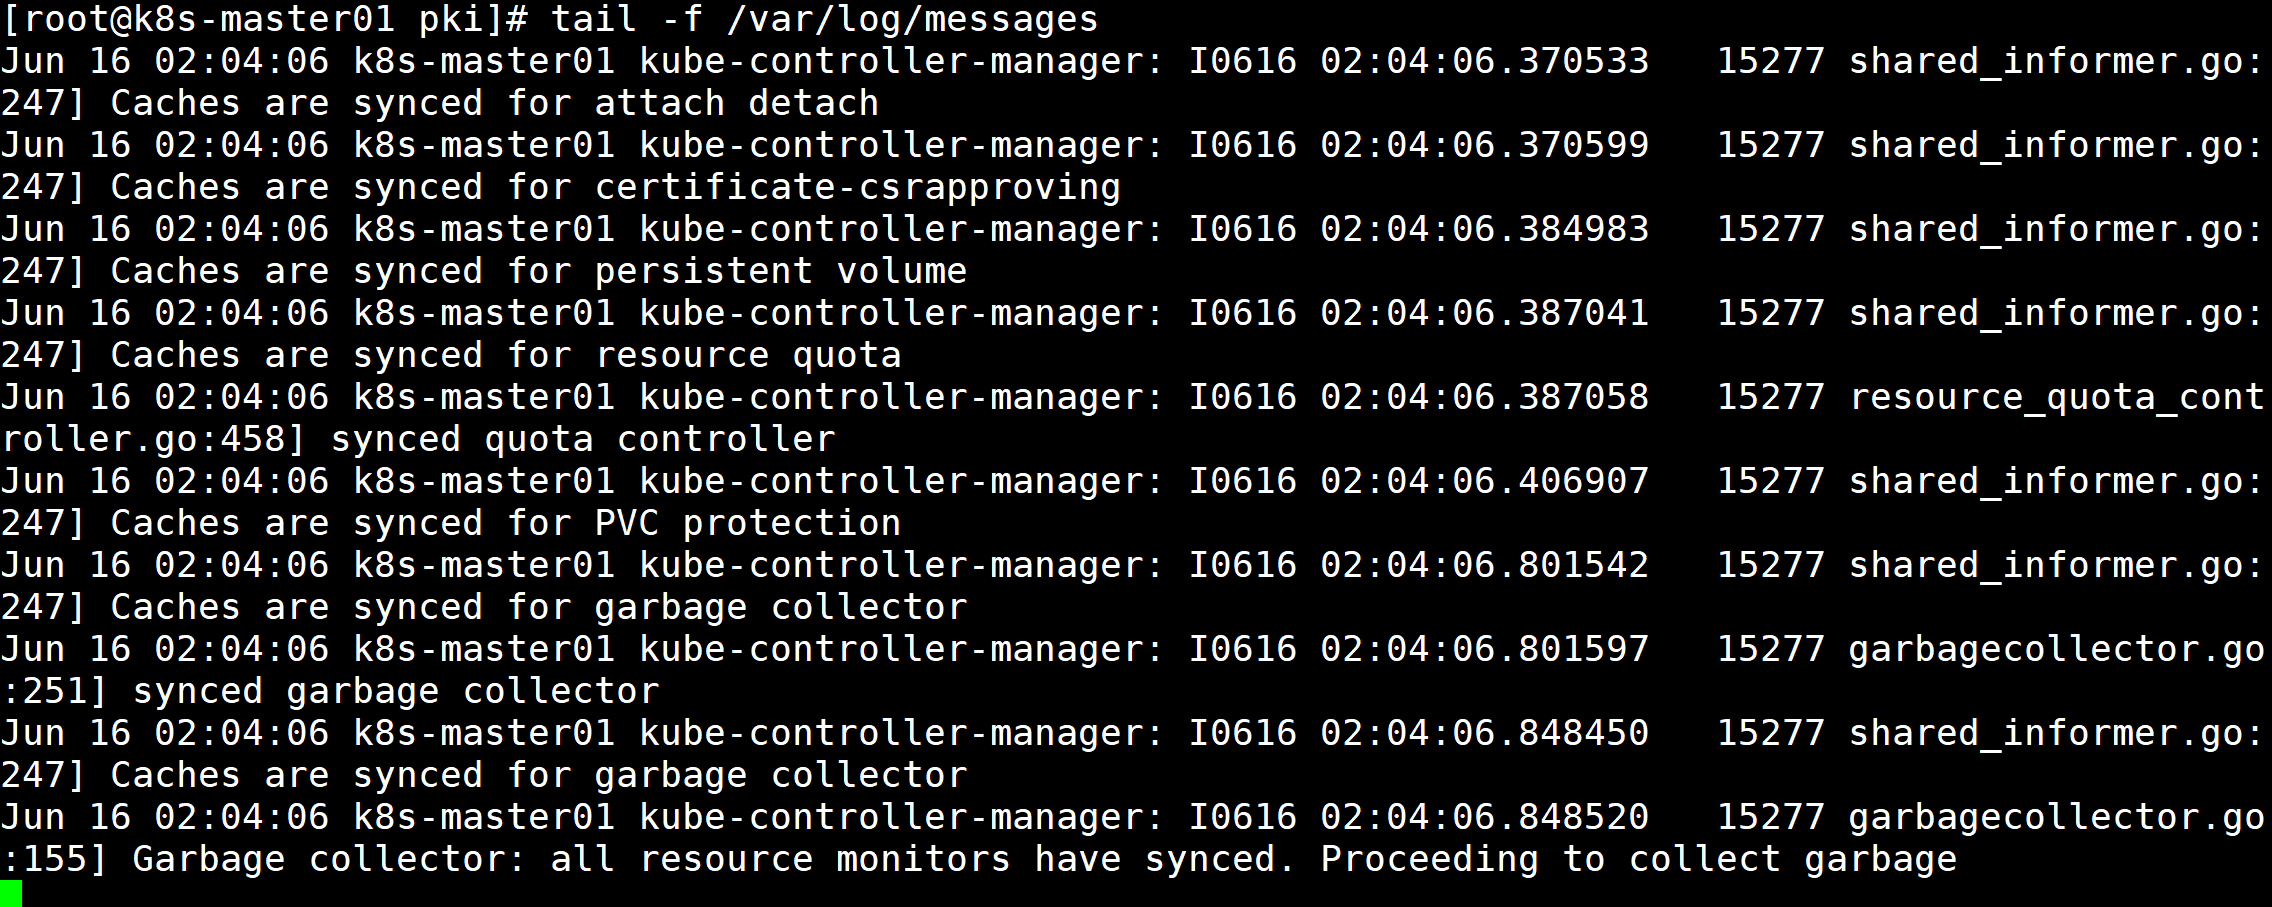 [root@k8s-master01 pki]# tail -f /var/log/messages
Jun 16 02:04:06 k8s-master01 kube-controller-manager: I0616 02:04:06.370533   15277 shared_informer.go:
247] Caches are synced for attach detach
Jun 16 02:04:06 k8s-master01 kube-controller-manager: I0616 02:04:06.370599   15277 shared_informer.go:
247] Caches are synced for certificate-csrapproving
Jun 16 02:04:06 k8s-master01 kube-controller-manager: I0616 02:04:06.384983   15277 shared_informer.go:
247] Caches are synced for persistent volume
Jun 16 02:04:06 k8s-master01 kube-controller-manager: I0616 02:04:06.387041   15277 shared_informer.go:
247] Caches are synced for resource quota
Jun 16 02:04:06 k8s-master01 kube-controller-manager: I0616 02:04:06.387058   15277 resource_quota_cont
roller.go:458] synced quota controller
Jun 16 02:04:06 k8s-master01 kube-controller-manager: I0616 02:04:06.406907   15277 shared_informer.go:
247] Caches are synced for PVC protection
Jun 16 02:04:06 k8s-master01 kube-controller-manager: I0616 02:04:06.801542   15277 shared_informer.go:
247] Caches are synced for garbage collector
Jun 16 02:04:06 k8s-master01 kube-controller-manager: I0616 02:04:06.801597   15277 garbagecollector.go
:251] synced garbage collector
Jun 16 02:04:06 k8s-master01 kube-controller-manager: I0616 02:04:06.848450   15277 shared_informer.go:
247] Caches are synced for garbage collector
Jun 16 02:04:06 k8s-master01 kube-controller-manager: I0616 02:04:06.848520   15277 garbagecollector.go
:155] Garbage collector: all resource monitors have synced. Proceeding to collect garbage